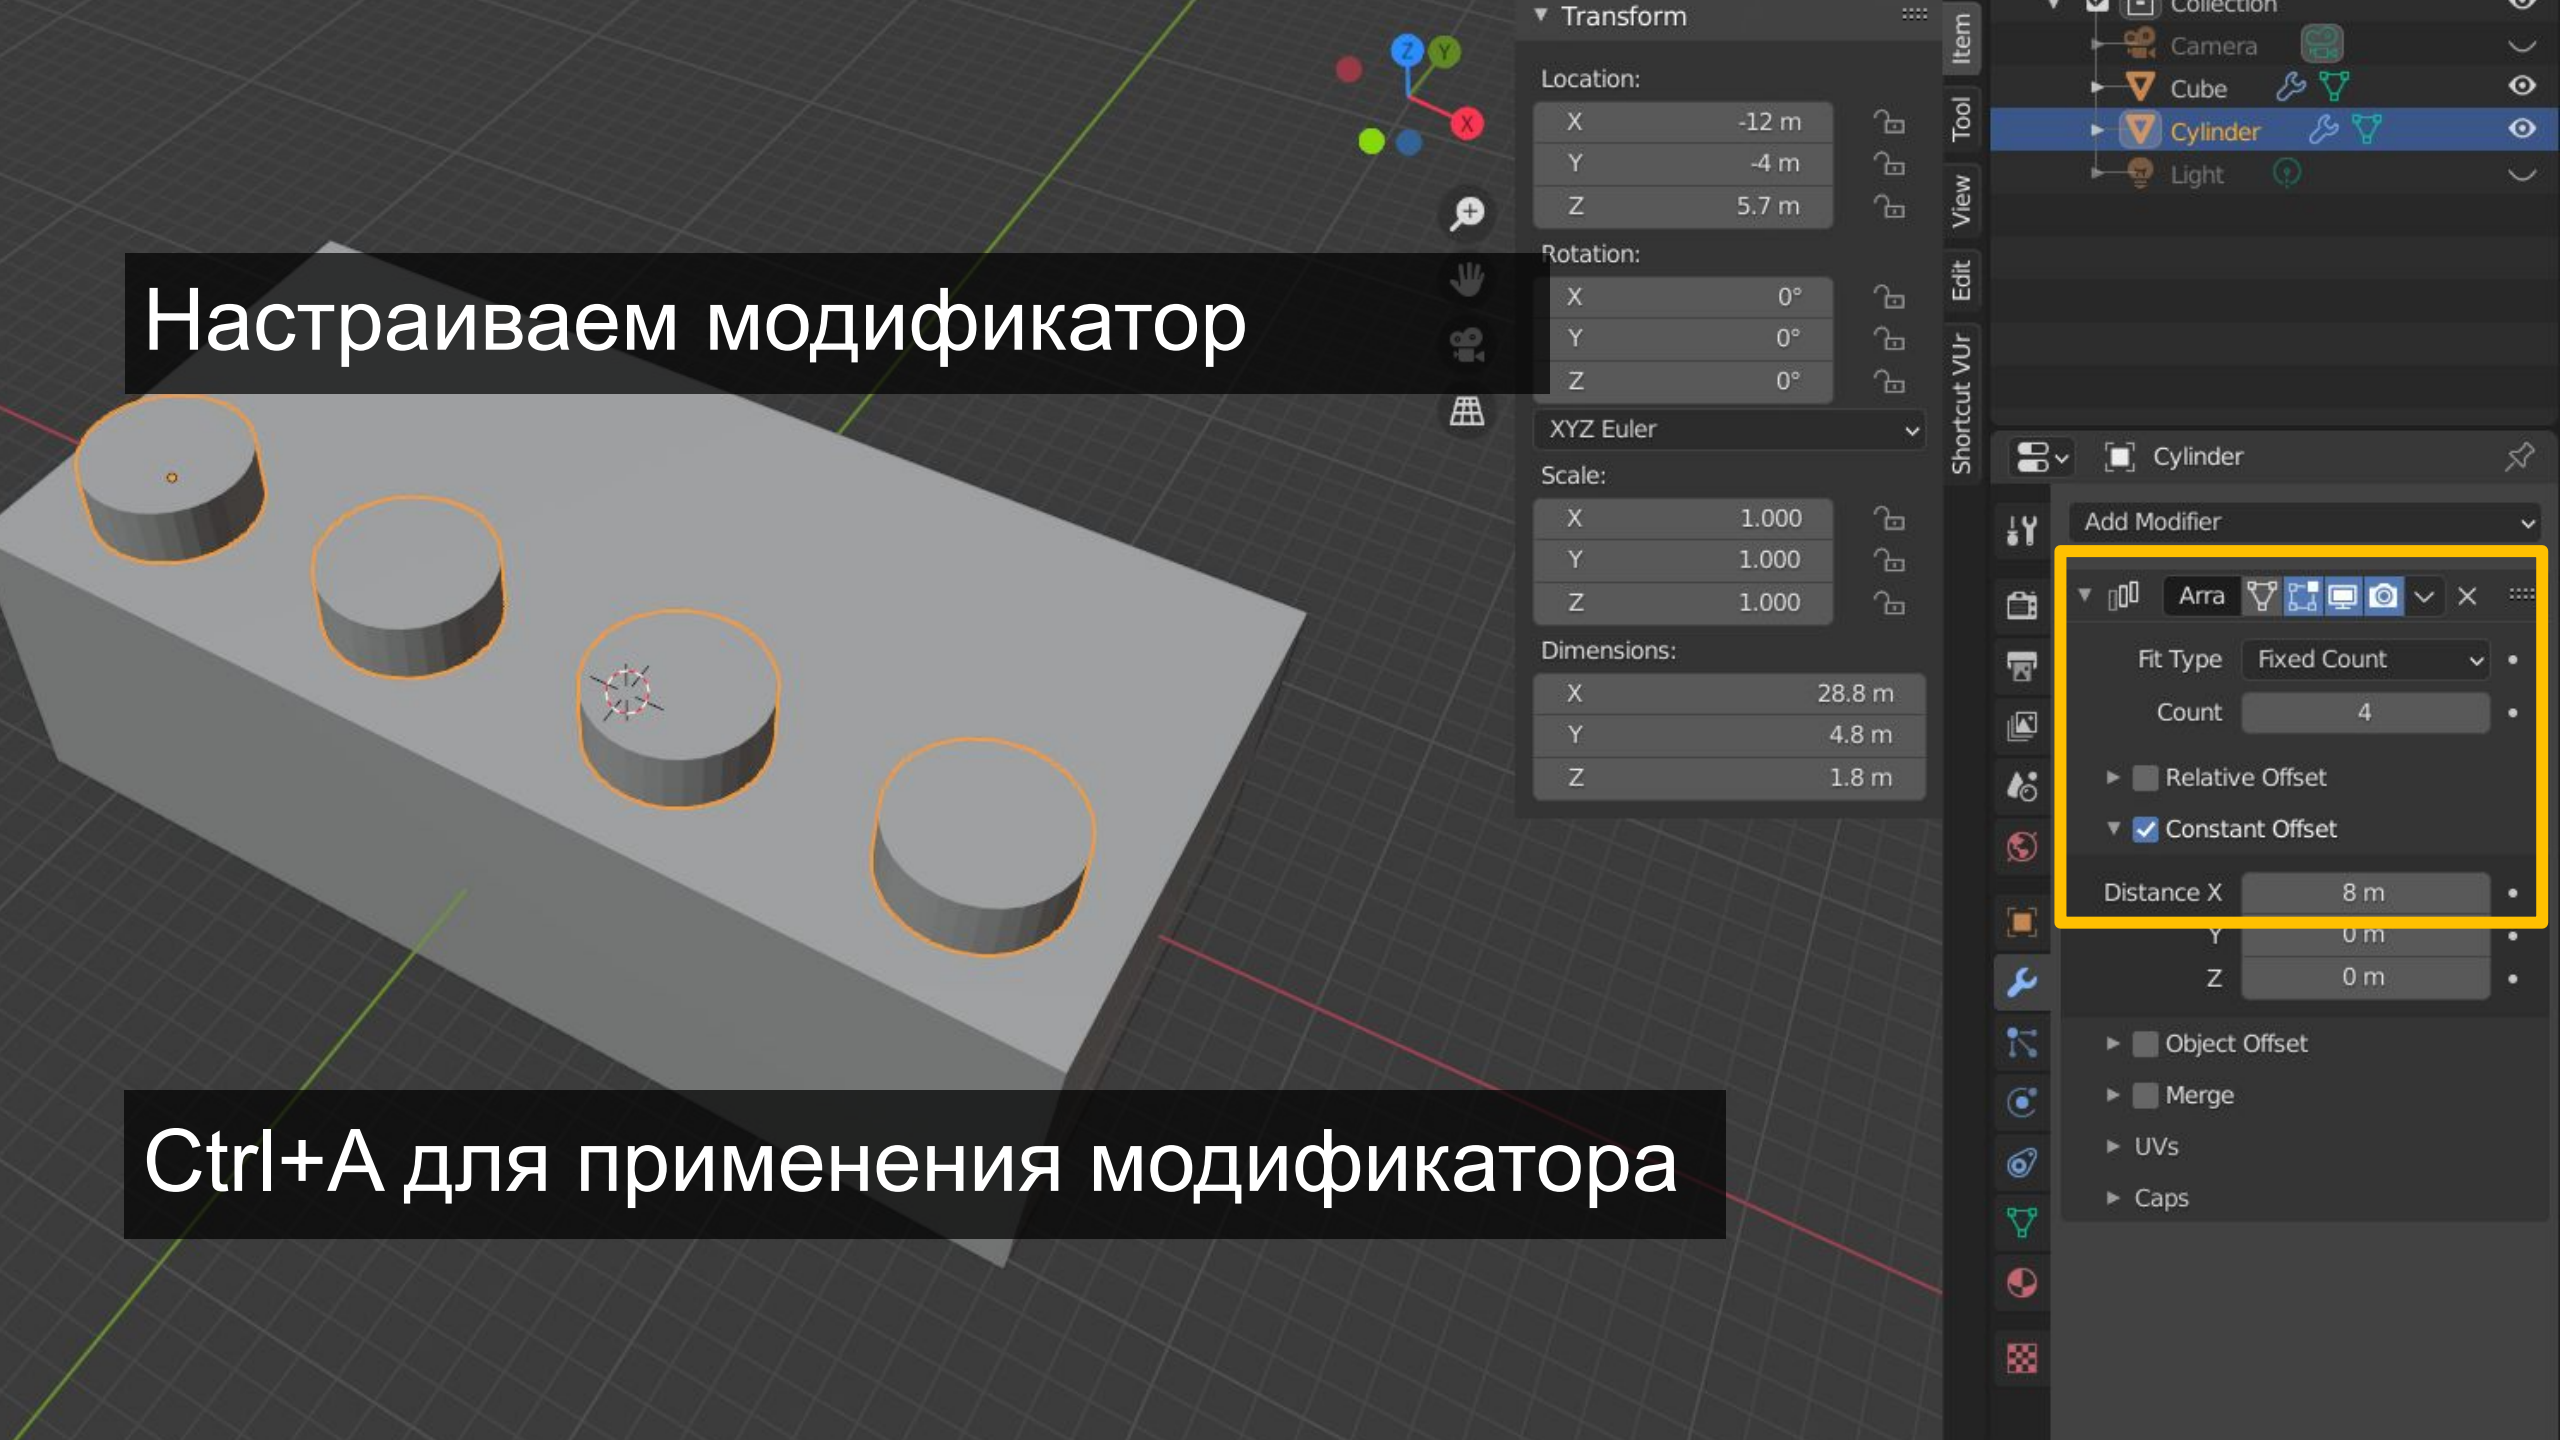 Настраиваем модификатор
Ctrl+A для применения модификатора
Z
Y
X
Transform
Location:
X -12 m
Y -4 m
Z 5.7 m
Rotation:
X 0°
Y 0°
Z 0°
XYZ Euler
Scale:
X 1.000
Y 1.000
Z 1.000
Dimensions:
X 28.8 m
Y 4.8 m
Z 1.8 m
Item
Tool
View
Edit
Shortcut VUr
Collection
Camera
Cube
Cylinder
Light
Cylinder
Add Modifier
Arra
Fit Type Fixed Count
Count 4
Relative Offset
Constant Offset
Distance X 8 m
Y 0 m
Z 0 m
Object Offset
Merge
UVs
Caps